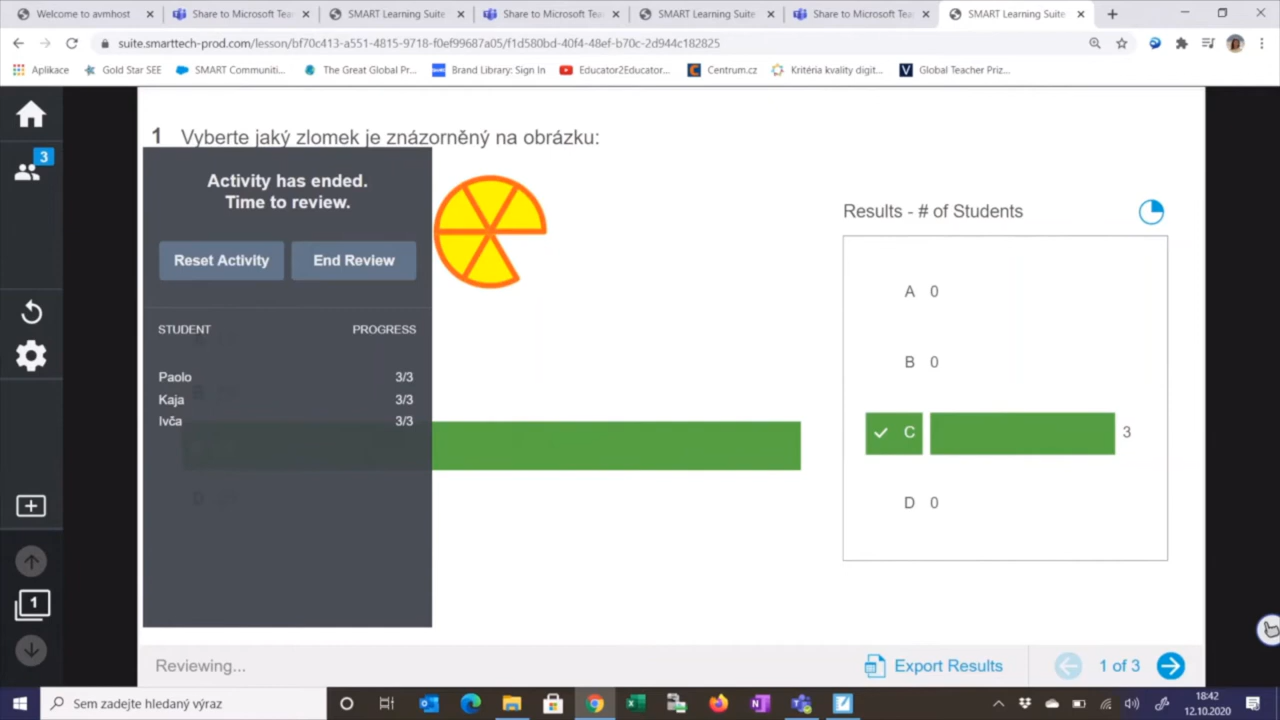 Welcome to avmhost
Share to Microsoft Tea
SMART Learning Suite
Share to Microsoft Tea
SMART Learning Suite
Share to Microsoft Tea
SMART Learning Suite
suite.smarttech-prod.com/lesson/bf70c413-a551-4815-9718-f0ef99687a05/f1d580bd-40f4-48ef-b70c-2d944c182825
Aplikace
Gold Star SEE
SMART Communiti...
The Great Global Pr...
Brand Library: Sign In
Educator2Educator...
Centrum.cz
Kritéria kvality digit...
Global Teacher Priz...
3
1 Vyberte jaký zlomek je znázorněný na obrázku:
Activity has ended.
Time to review.
Reset Activity
End Review
STUDENT PROGRESS
Paolo 3/3
Kaja 3/3
Ivča 3/3
Results - # of Students
A 0
B 0
C 3
D 0
1
Reviewing...
Export Results
1 of 3
Sem zadejte hledaný výraz
18:42
12.10.2020